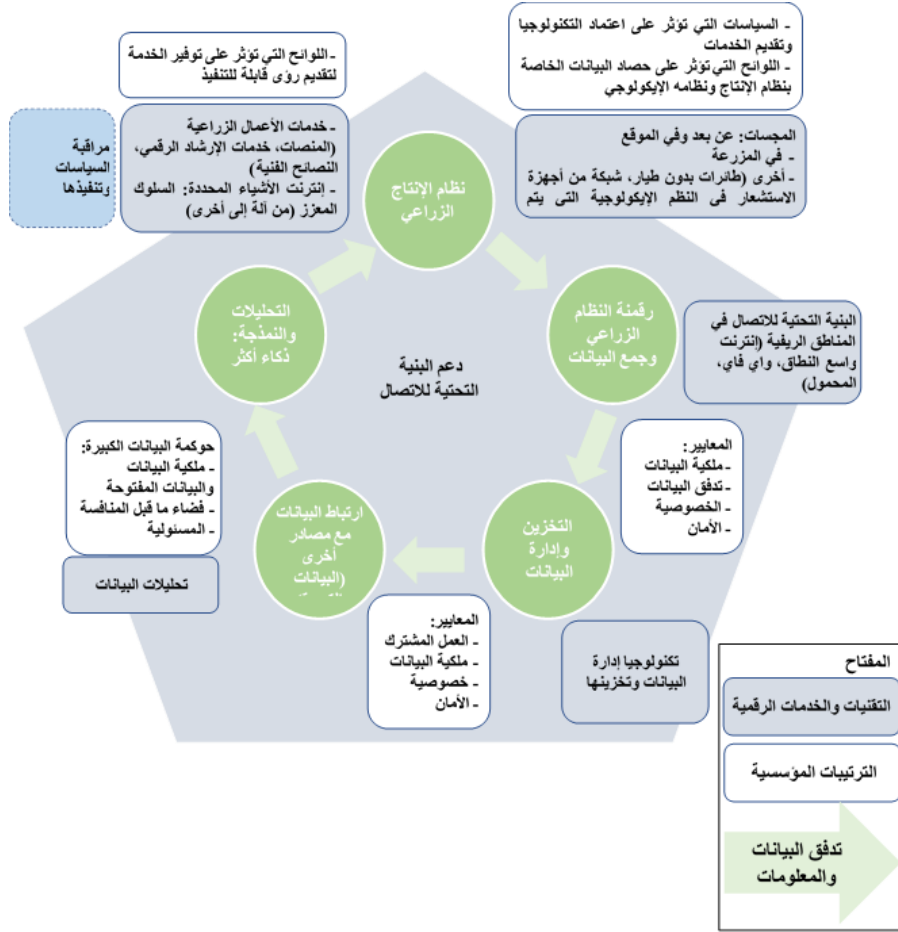 - السياسات التي تؤثر على اعتماد التكنولوجيا
وتقديم الخدمات
- اللوائح التي تؤثر على حصاد البيانات الخاصة
بنظام الإنتاج ونظامه الإيكولوجي
- اللوائح التي تؤثر على توفير الخدمة
لتقديم رؤى قابلة للتنفيذ
المجسات: عن بعد وفي الموقع
- في المزرعة
- أخرى (طائرات بدون طيار، شبكة من أجهزة
الاستشعار في النظم الإيكولوجية التي يتم
- خدمات الأعمال الزراعية
(المنصات، خدمات الإرشاد الرقمي،
النصائح الفنية)
- إنترنت الأشياء المحددة: السلوك
المعزز (من آلة إلى أخرى)
مراقبة
السياسات
وتنفيذها
نظام الإنتاج
الزراعي
رقمنة النظام
الزراعي
وجمع البيانات
البنية التحتية للاتصال في
المناطق الريفية (إنترنت
واسع النطاق، واي فاي،
المحمول)
التحليلات
والنمذجة:
ذكاء أكثر
دعم البنية
التحتية للاتصال
المعايير:
- ملكية البيانات
- تدفق البيانات
- الخصوصية
- الأمان
حوكمة البيانات الكبيرة:
- ملكية البيانات
والبيانات المفتوحة
- فضاء ما قبل المنافسة
- المسئولية
تحليلات البيانات
التخزين
وإدارة
البيانات
ارتباط البيانات
مع مصادر
أخرى
(البيانات
المعايير:
- العمل المشترك
- ملكية البيانات
- خصوصية
- الأمان
تكنولوجيا إدارة
البيانات وتخزينها
المفتاح
التقنيات والخدمات الرقمية
الترتيبات المؤسسية
تدفق البيانات
والمعلومات